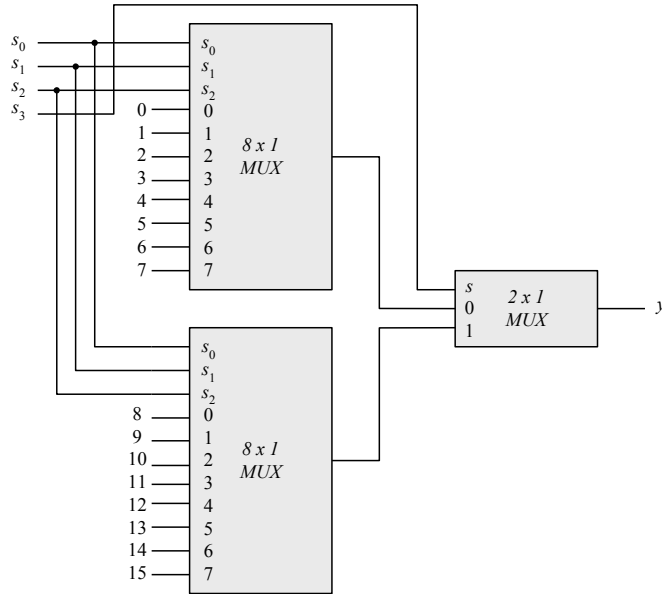 s0 s0
s1 s1
s2 s2
s3
0 0
1 1
2 2
3 3
4 4
5 5
6 6
7 7
8 x 1
MUX
s
0
1
2 x 1
MUX
y
s0
s1
s2
8 0
9 1
10 2
11 3
12 4
13 5
14 6
15 7
8 x 1
MUX